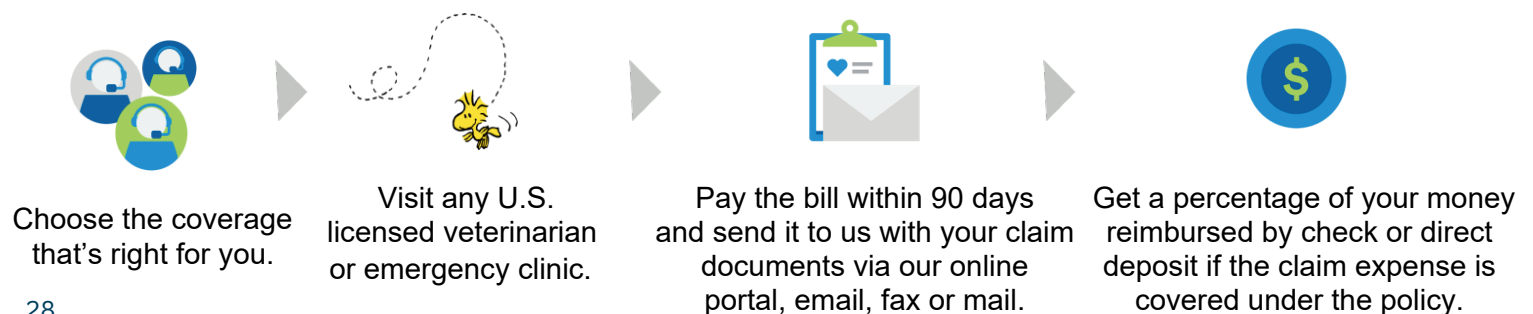 $
Choose the coverage
that's right for you.
Visit any U.S.
licensed veterinarian
or emergency clinic.
Pay the bill within 90 days
and send it to us with your claim
documents via our online
portal, email, fax or mail.
Get a percentage of your money
reimbursed by check or direct
deposit if the claim expense is
covered under the policy.
28